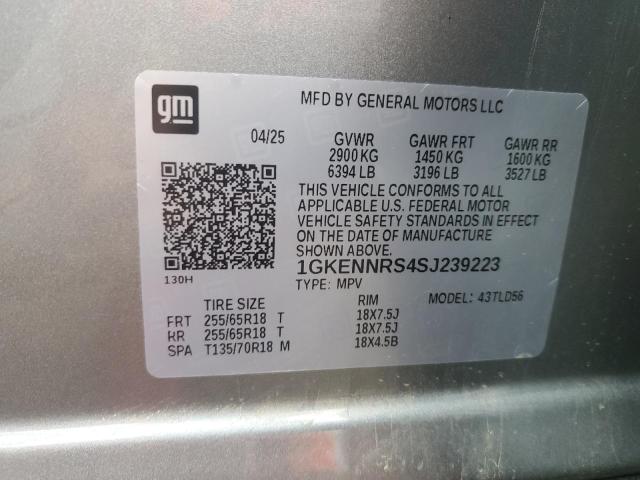 gm
MFD BY GENERAL MOTORS LLC
04/25 GVWR GAWR FRT GAWR RR
2900 KG 1450 KG 1600 KG
6394 LB 3196 LB 3527 LB
THIS VEHICLE CONFORMS TO ALL
APPLICABLE U.S. FEDERAL MOTOR
VEHICLE SAFETY STANDARDS IN EFFECT
ON THE DATE OF MANUFACTURE
SHOWN ABOVE.
1GKENNRS4SJ239223
130H
TYPE: MPV MODEL: 43TLD56
TIRE SIZE RIM
FRT 255/65R18 T 18X7.5J
RR 255/65R18 T 18X7.5J
SPA T135/70R18 M 18X4.5B